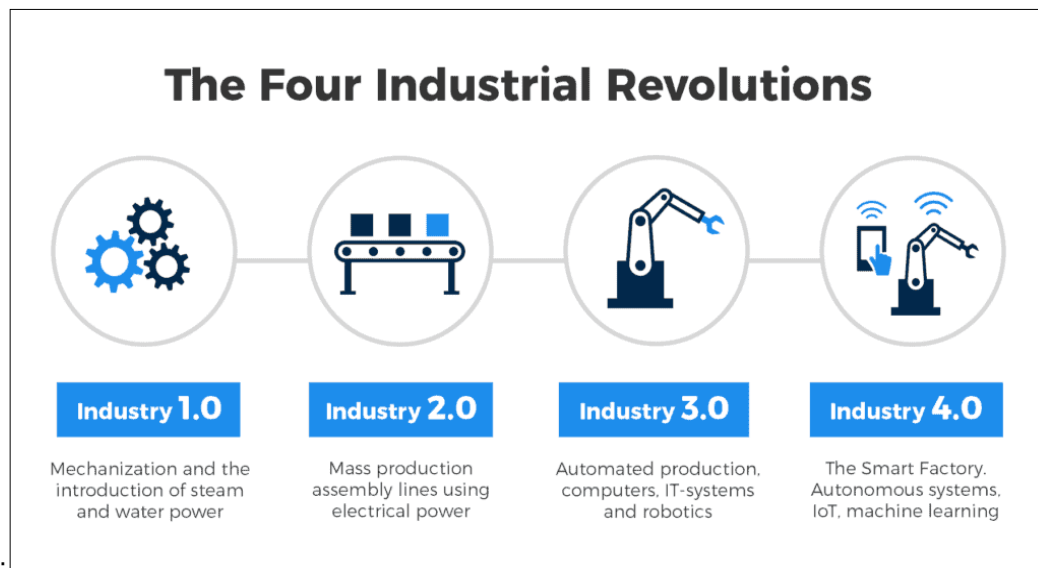 The Four Industrial Revolutions
Industry 1.0
Mechanization and the
introduction of steam
and water power
Industry 2.0
Mass production
assembly lines using
electrical power
Industry 3.0
Automated production,
computers, IT-systems
and robotics
Industry 4.0
The Smart Factory.
Autonomous systems,
IoT, machine learning
.